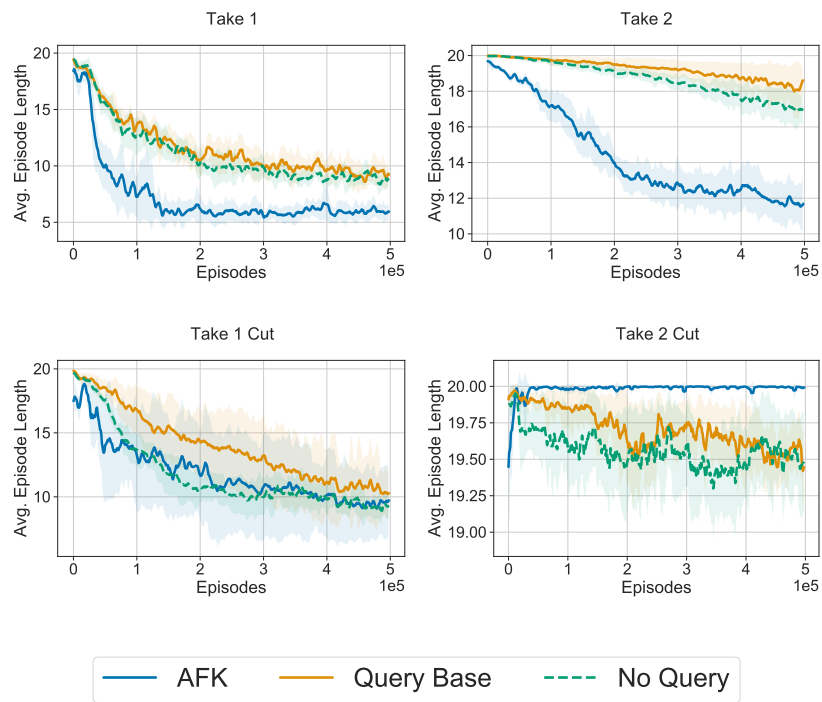 Take 1
Take 2
Avg. Episode Length
20
15
10
5
0 1 2 3 4 5
1e5
Episodes
Avg. Episode Length
20
18
16
14
12
10
0 1 2 3 4 5
1e5
Episodes
Take 1 Cut
Take 2 Cut
Avg. Episode Length
20
15
10
0 1 2 3 4 5
1e5
Episodes
Avg. Episode Length
20.00
19.75
19.50
19.25
19.00
0 1 2 3 4 5
1e5
Episodes
AFK Query Base No Query